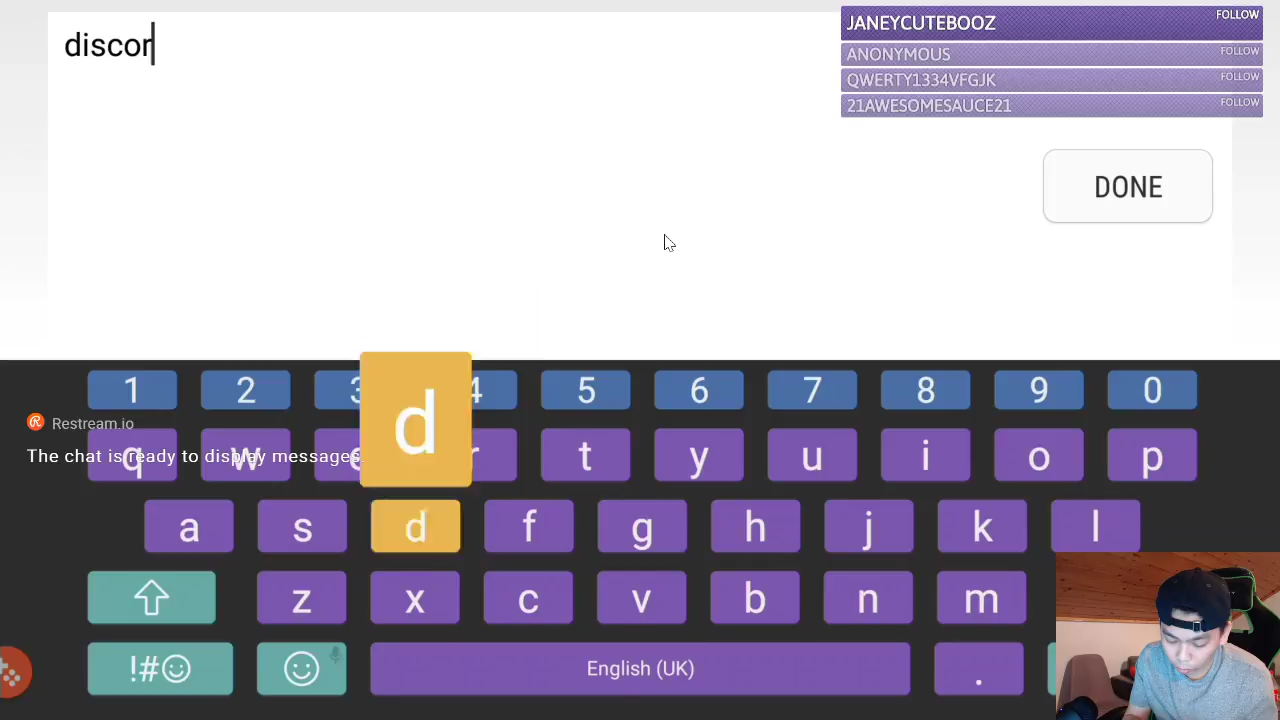 discor
JANEYCUTEBOOZ FOLLOW
ANONYMOUS FOLLOW
QWERTY1334VFGJK FOLLOW
21AWESOMESAUCE21 FOLLOW
DONE
d
1 2 3 4 5 6 7 8 9 0
Restream.io
The chat is ready to display messages.
q w e r t y u i o p
a s d f g h j k l
z x c v b n m
!#☺ English (UK) .